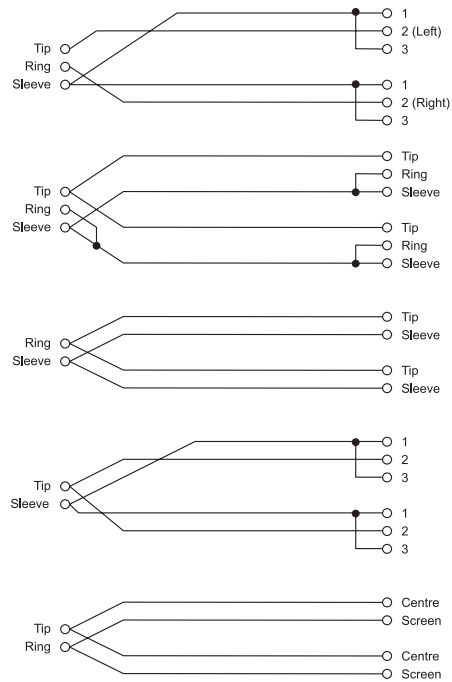 1
2 (Left)
3
Tip
Ring
Sleeve
1
2 (Right)
3
Tip
Ring
Sleeve
Tip
Ring
Sleeve
Tip
Ring
Sleeve
Tip
Sleeve
Ring
Sleeve
Tip
Sleeve
1
2
3
Tip
Sleeve
1
2
3
Centre
Screen
Tip
Ring
Centre
Screen